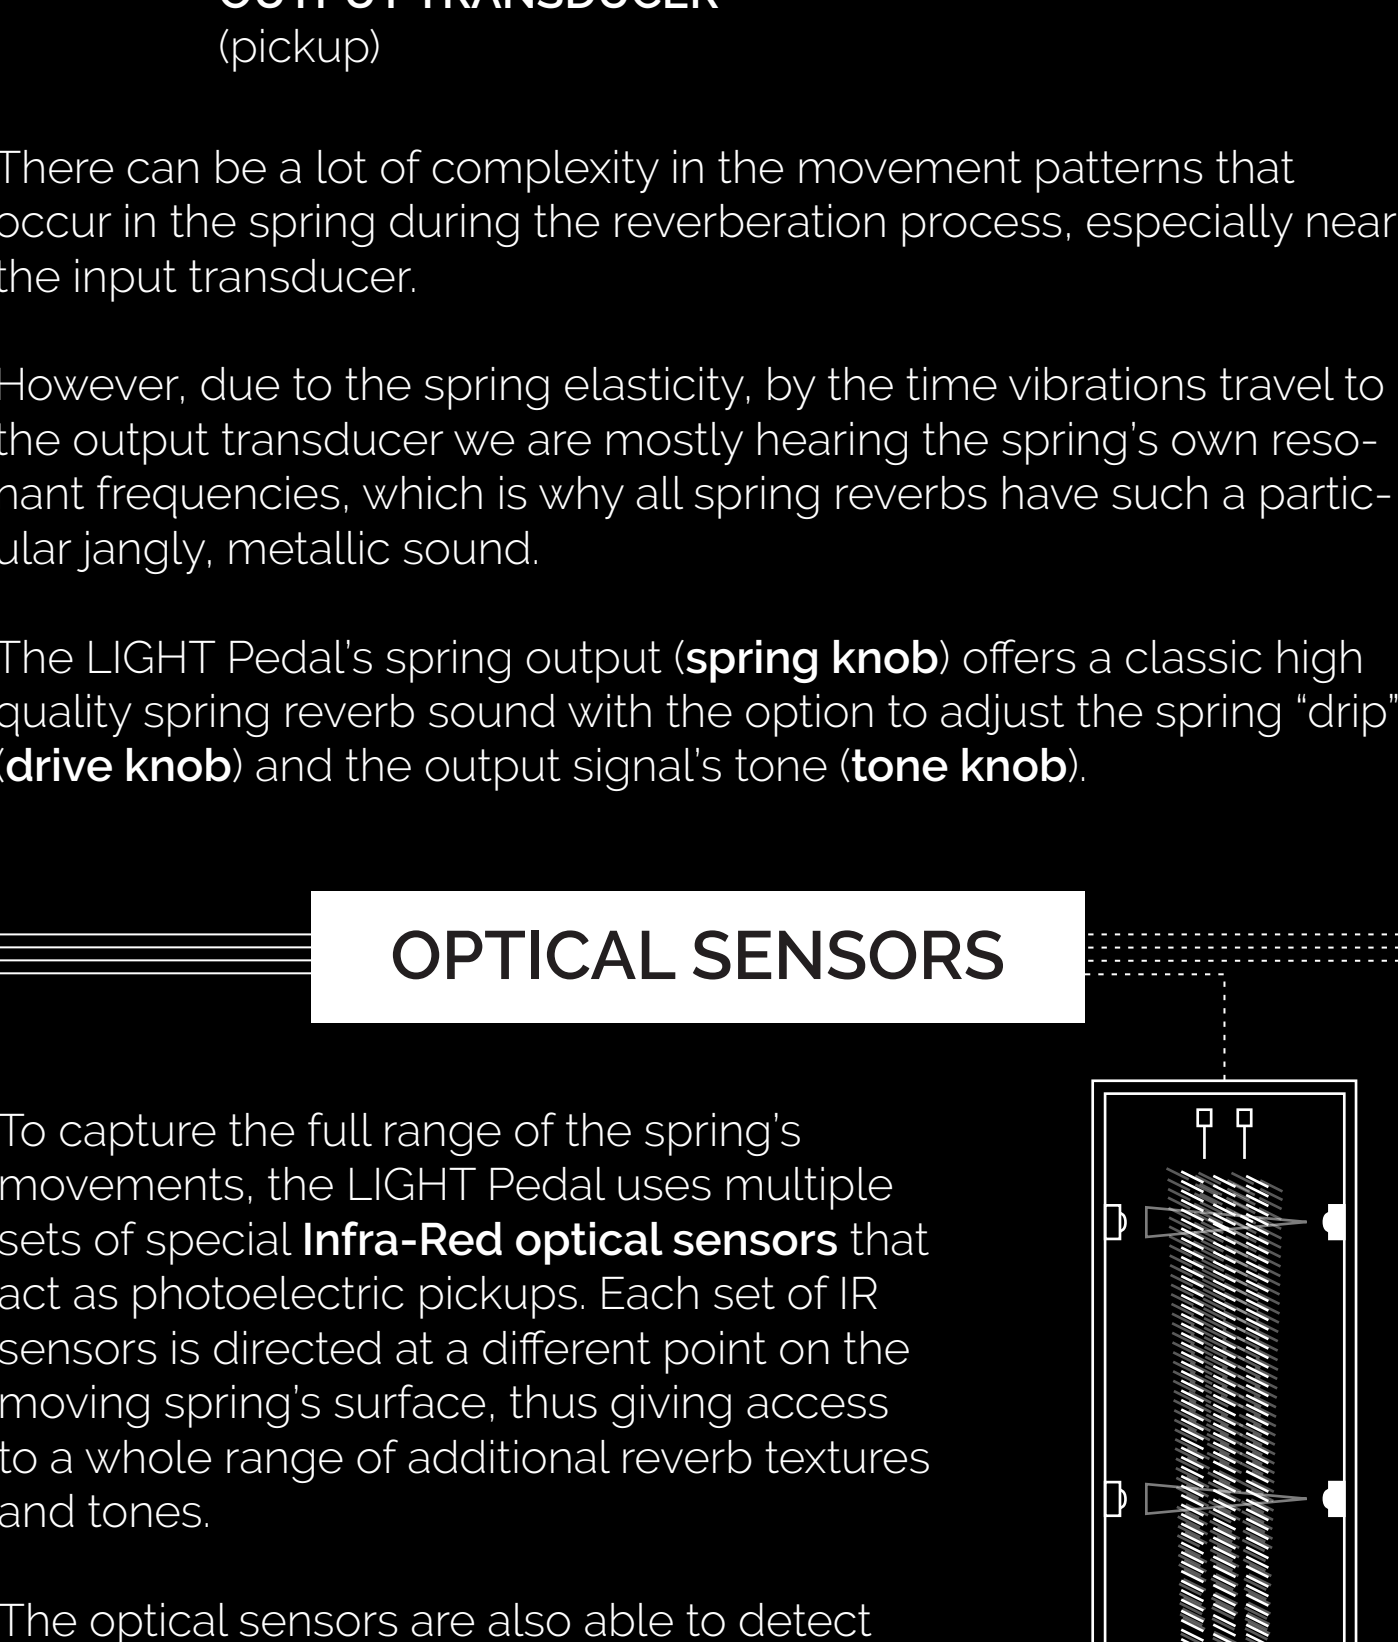 OUTPUT TRANSDUCER
(pickup)
There can be a lot of complexity in the movement patterns that
occur in the spring during the reverberation process, especially near
the input transducer.
However, due to the spring elasticity, by the time vibrations travel to
the output transducer we are mostly hearing the spring’s own reso-
nant frequencies, which is why all spring reverbs have such a partic-
ular jangly, metallic sound.
The LIGHT Pedal’s spring output (spring knob) offers a classic high
quality spring reverb sound with the option to adjust the spring “drip”
(drive knob) and the output signal’s tone (tone knob).
OPTICAL SENSORS
To capture the full range of the spring’s
movements, the LIGHT Pedal uses multiple
sets of special Infra-Red optical sensors that
act as photoelectric pickups. Each set of IR
sensors is directed at a different point on the
moving spring’s surface, thus giving access
to a whole range of additional reverb textures
and tones.
The optical sensors are also able to detect